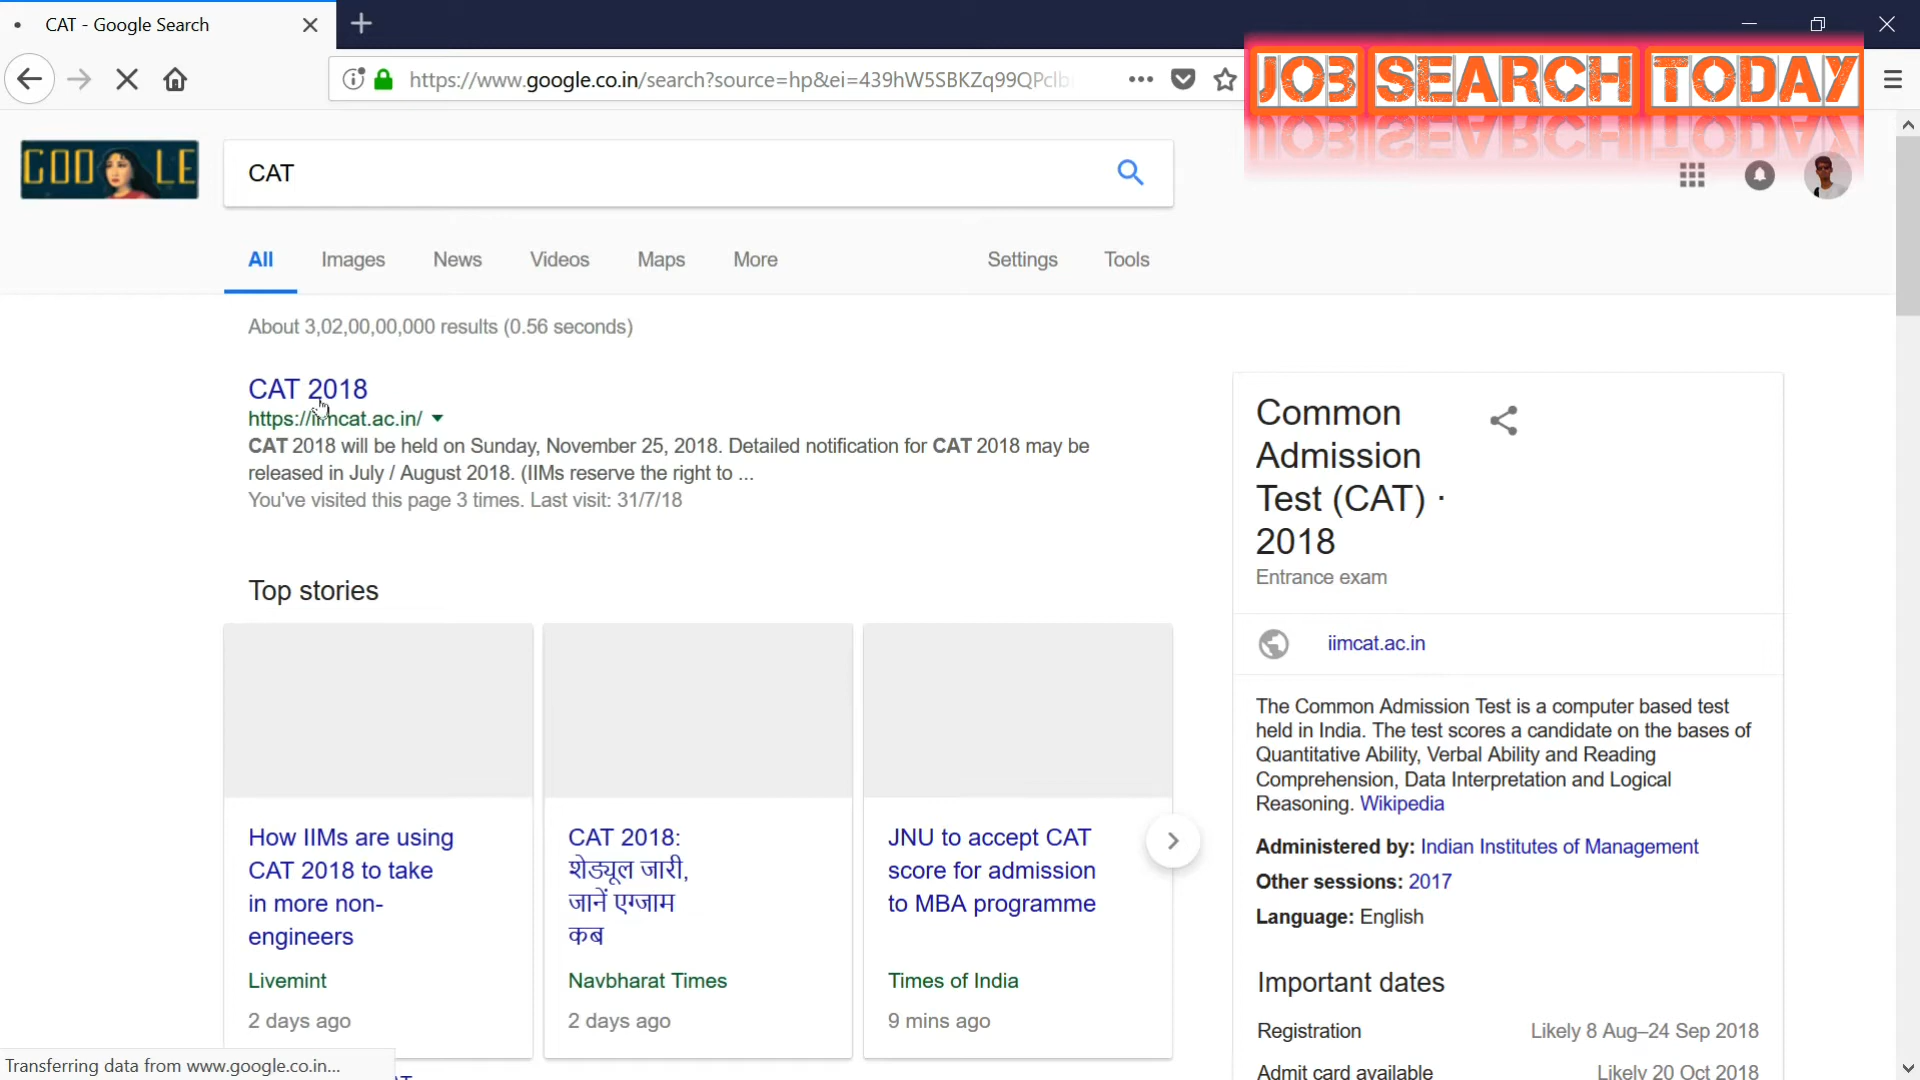 CAT - Google Search
https://www.google.co.in/search?source=hp&ei=439hW5SBKZq99QPclb
JOB SEARCH TODAY
GOOGLE
CAT
All Images News Videos Maps More Settings Tools
About 3,02,00,00,000 results (0.56 seconds)
CAT 2018
https://iimcat.ac.in/
CAT 2018 will be held on Sunday, November 25, 2018. Detailed notification for CAT 2018 may be
released in July / August 2018. (IIMs reserve the right to ...
You've visited this page 3 times. Last visit: 31/7/18
Top stories
How IIMs are using
CAT 2018 to take
in more non-
engineers
Livemint
2 days ago
CAT 2018:
शेड्यूल जारी,
जानें एग्जाम
कब
Navbharat Times
2 days ago
JNU to accept CAT
score for admission
to MBA programme
Times of India
9 mins ago
Common
Admission
Test (CAT) ·
2018
Entrance exam
iimcat.ac.in
The Common Admission Test is a computer based test
held in India. The test scores a candidate on the bases of
Quantitative Ability, Verbal Ability and Reading
Comprehension, Data Interpretation and Logical
Reasoning. Wikipedia
Administered by: Indian Institutes of Management
Other sessions: 2017
Language: English
Important dates
Registration Likely 8 Aug–24 Sep 2018
Admit card available Likely 20 Oct 2018
Transferring data from www.google.co.in...